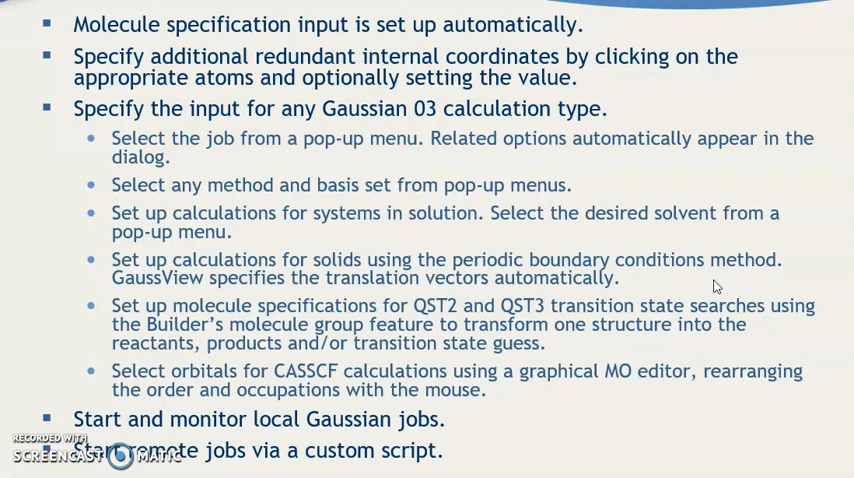 Molecule specification input is set up automatically.
Specify additional redundant internal coordinates by clicking on the
appropriate atoms and optionally setting the value.
Specify the input for any Gaussian 03 calculation type.
Select the job from a pop-up menu. Related options automatically appear in the
dialog.
Select any method and basis set from pop-up menus.
Set up calculations for systems in solution. Select the desired solvent from a
pop-up menu.
Set up calculations for solids using the periodic boundary conditions method.
GaussView specifies the translation vectors automatically.
Set up molecule specifications for QST2 and QST3 transition state searches using
the Builder's molecule group feature to transform one structure into the
reactants, products and/or transition state guess.
Select orbitals for CASSCF calculations using a graphical MO editor, rearranging
the order and occupations with the mouse.
Start and monitor local Gaussian jobs.
Start remote jobs via a custom script.
RECORDED WITH
SCREENCAST MATIC